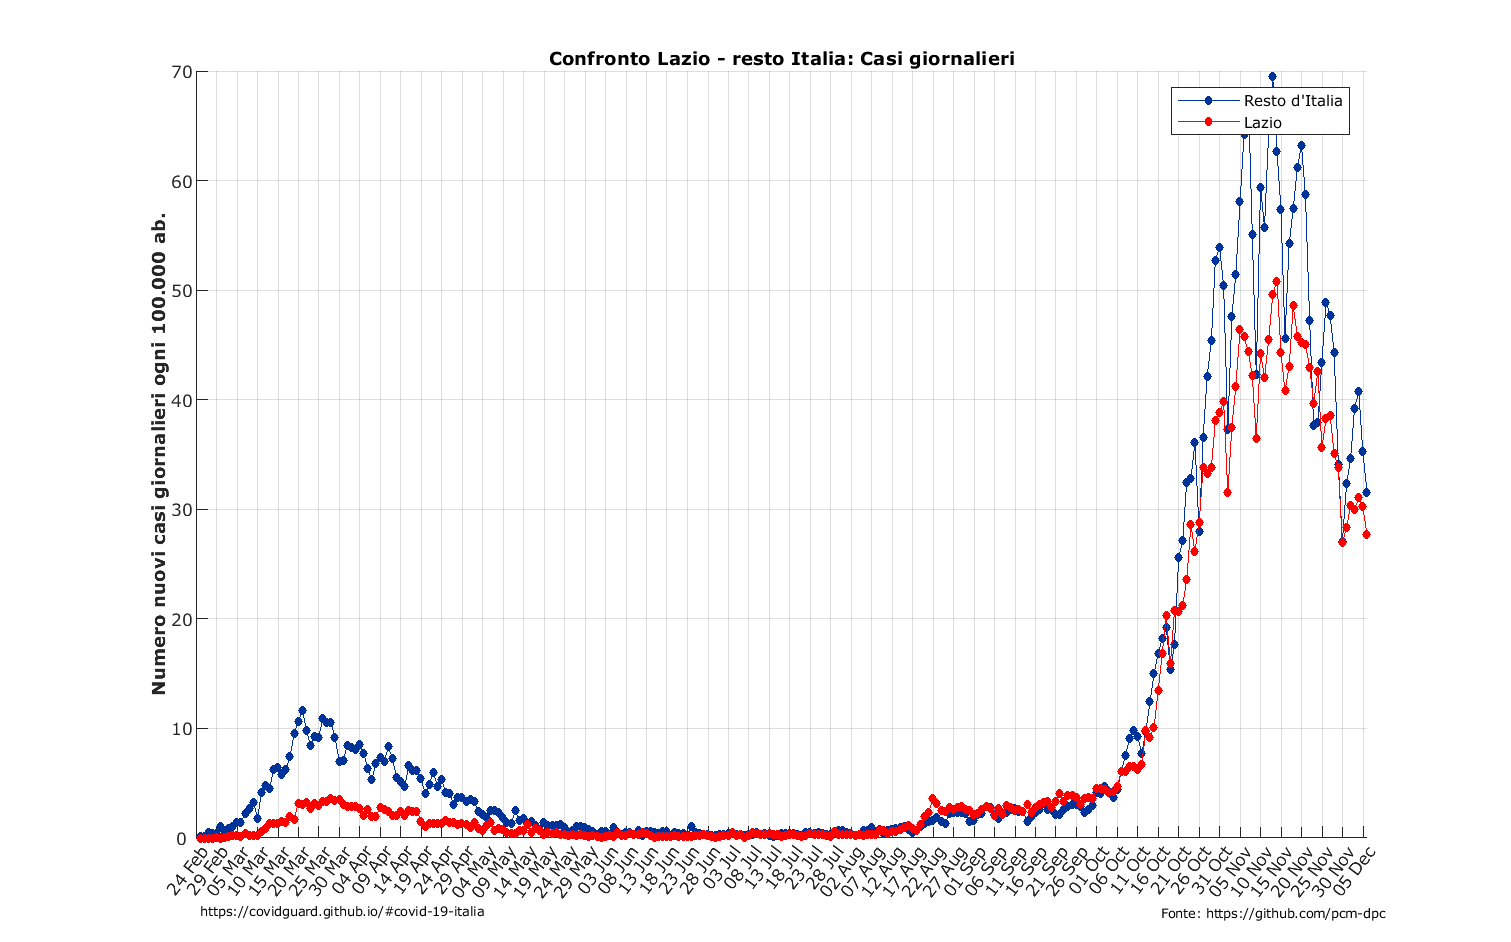 Confronto Lazio - resto Italia: Casi giornalieri
Resto d'Italia
Lazio
Numero nuovi casi giornalieri ogni 100.000 ab.
70
60
50
40
30
20
10
0
24 Feb
29 Feb
05 Mar
10 Mar
15 Mar
20 Mar
25 Mar
30 Mar
04 Apr
09 Apr
14 Apr
19 Apr
24 Apr
29 Apr
04 May
09 May
14 May
19 May
24 May
29 May
03 Jun
08 Jun
13 Jun
18 Jun
23 Jun
28 Jun
03 Jul
08 Jul
13 Jul
18 Jul
23 Jul
28 Jul
02 Aug
07 Aug
12 Aug
17 Aug
22 Aug
27 Aug
01 Sep
06 Sep
11 Sep
16 Sep
21 Sep
26 Sep
01 Oct
06 Oct
11 Oct
16 Oct
21 Oct
26 Oct
31 Oct
05 Nov
10 Nov
15 Nov
20 Nov
25 Nov
30 Nov
05 Dec
https://covidguard.github.io/#covid-19-italia
Fonte: https://github.com/pcm-dpc